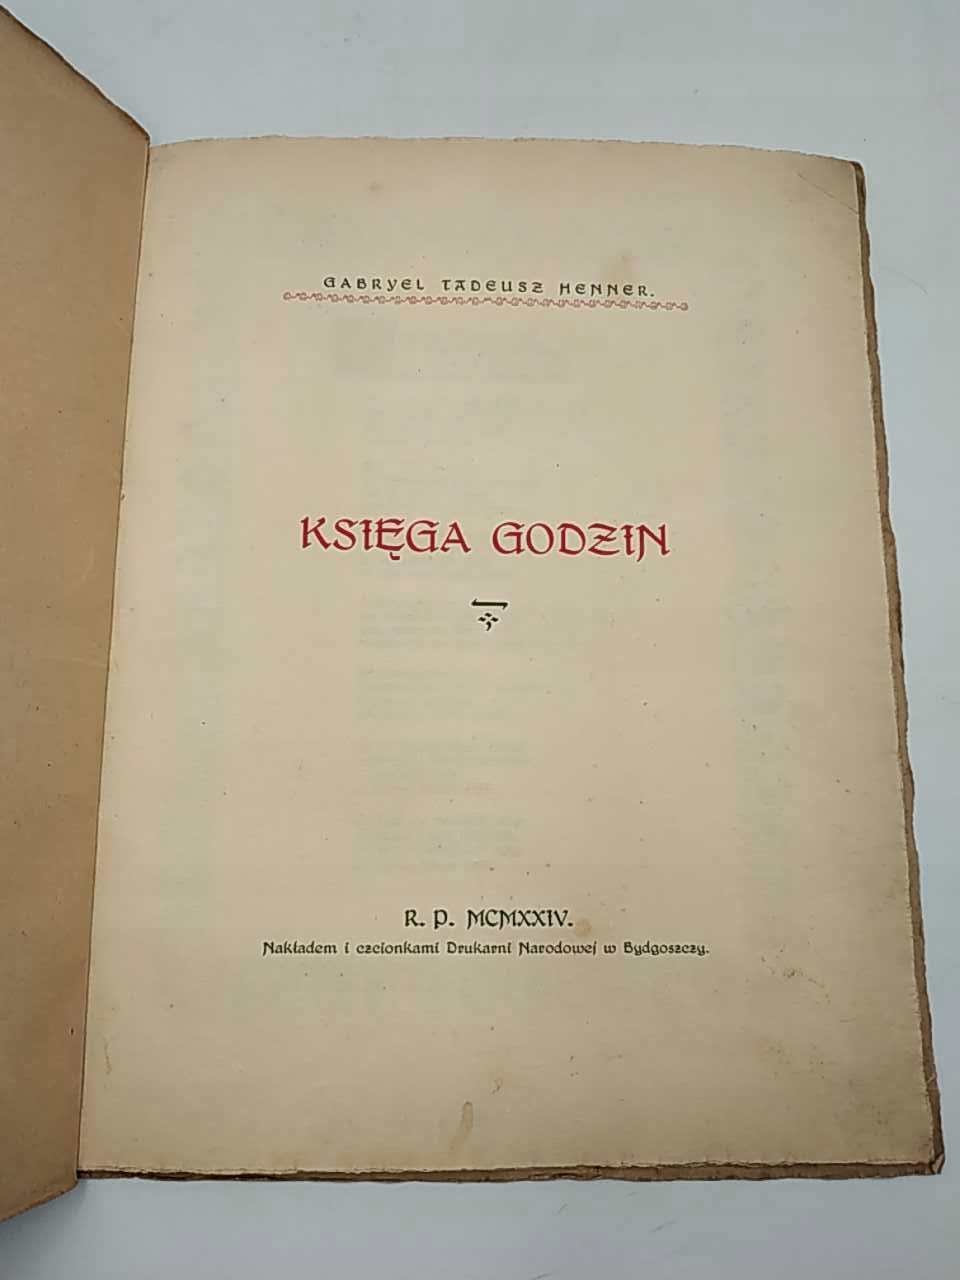 GABRYEL TADEUSZ HENNER.
KSIĘGA GODZIN
R. P. MCMXXIV.
Nakładem i czcionkami Drukarni Narodowej w Bydgoszczy.